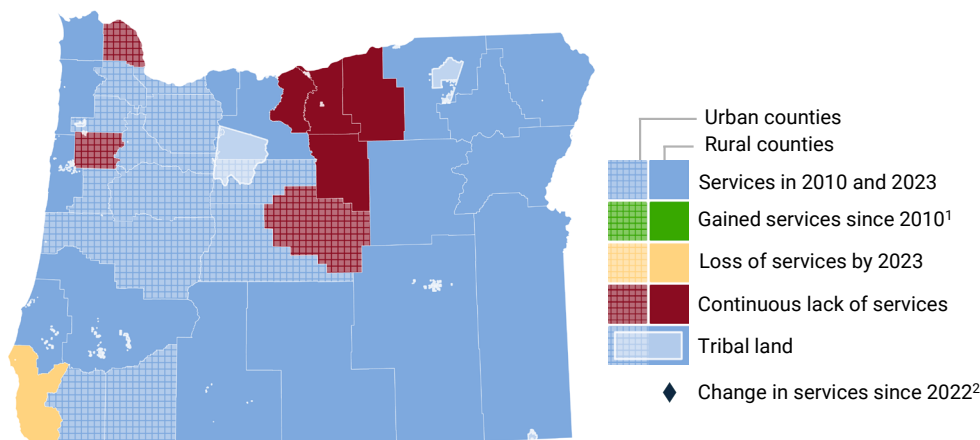 Urban counties
Rural counties
Services in 2010 and 2023
Gained services since 2010¹
Loss of services by 2023
Continuous lack of services
Tribal land
Change in services since 2022²